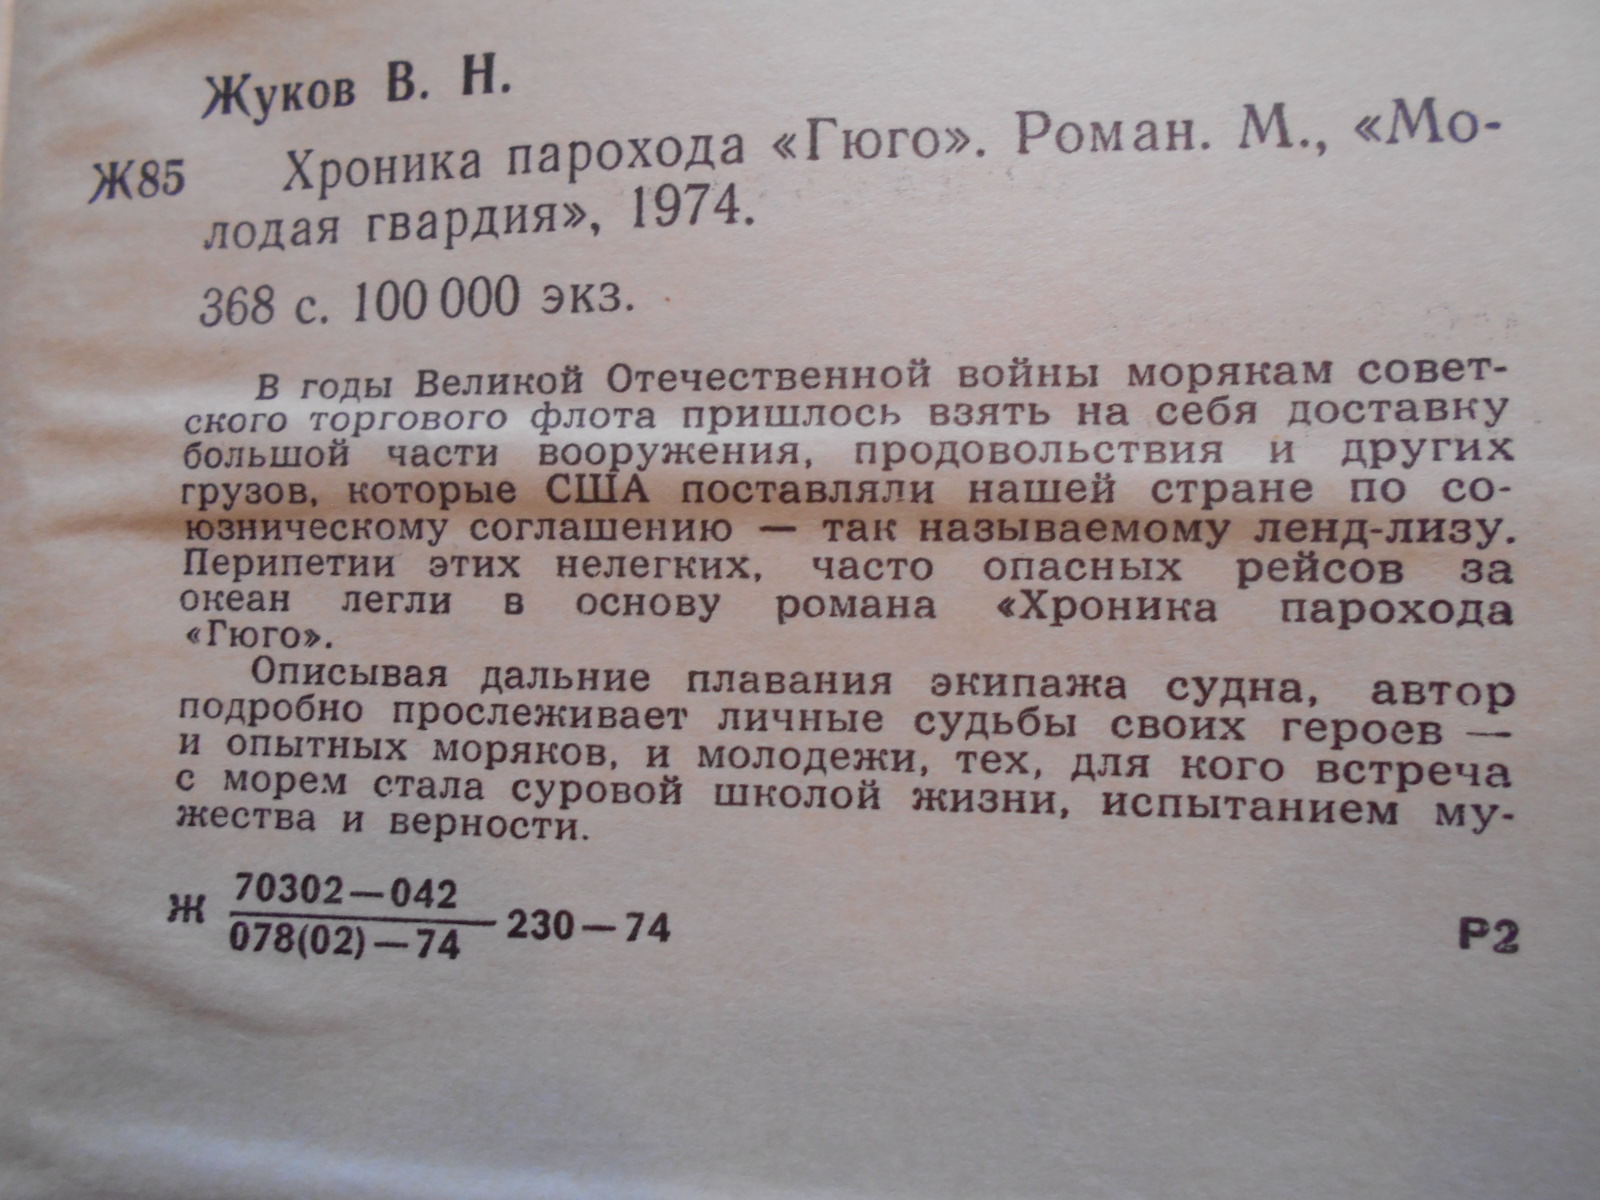 Жуков В. Н.
Ж85 Хроника парохода «Гюго». Роман. М., «Мо-
лодая гвардия», 1974.
368 с. 100 000 экз.
В годы Великой Отечественной войны морякам совет-
ского торгового флота пришлось взять на себя доставку
большой части вооружения, продовольствия и других
грузов, которые США поставляли нашей стране по со-
юзническому соглашению — так называемому ленд-лизу.
Перипетии этих нелегких, часто опасных рейсов за
океан легли в основу романа «Хроника парохода
«Гюго».
Описывая дальние плавания экипажа судна, автор
подробно прослеживает личные судьбы своих героев —
и опытных моряков, и молодежи, тех, для кого встреча
с морем стала суровой школой жизни, испытанием му-
жества и верности.
70302—042
Ж 230—74 Р2
078(02)—74